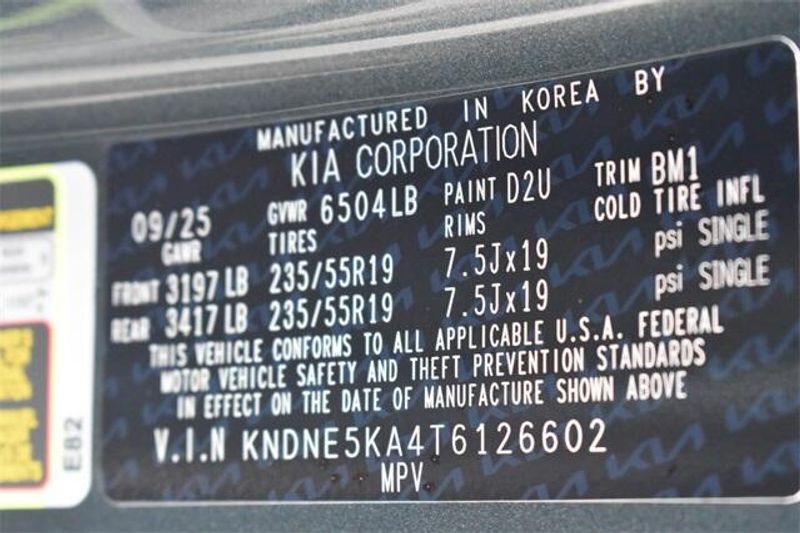 MANUFACTURED IN KOREA BY
KIA CORPORATION
09/25 GVWR 6504LB PAINT D2U TRIM BM1
GAWR TIRES RIMS COLD TIRE INFL
FRONT 3197 LB 235/55R19 7.5Jx19 psi SINGLE
REAR 3417 LB 235/55R19 7.5Jx19 psi SINGLE
THIS VEHICLE CONFORMS TO ALL APPLICABLE U.S.A. FEDERAL
MOTOR VEHICLE SAFETY AND THEFT PREVENTION STANDARDS
IN EFFECT ON THE DATE OF MANUFACTURE SHOWN ABOVE
V.I.N KNDNE5KA4T6126602
MPV
E82